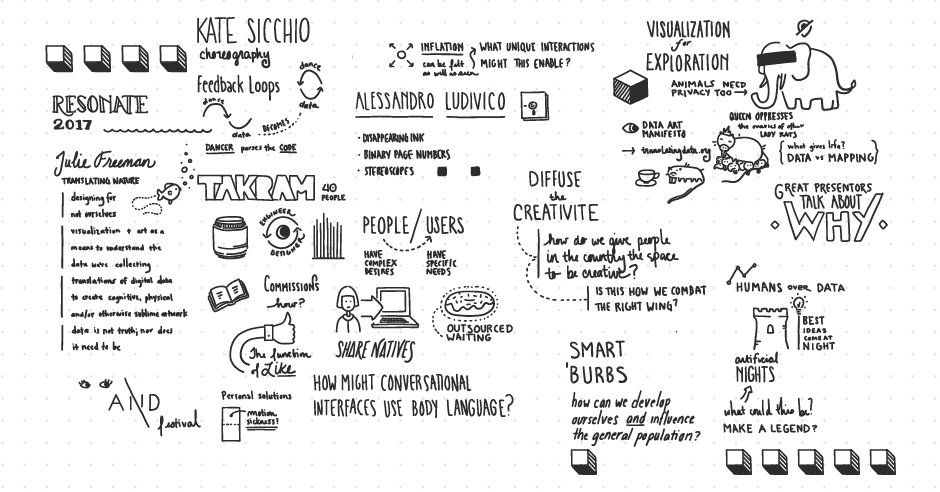 RESONATE
2017
Julie Freeman
TRANSLATING NATURE
designing for
not ourselves
visualization + art as a
means to understand the
data we're collecting
translations of digital data
to create cognitive, physical
and/or otherwise sublime artwork
data is not truth; nor does
it need to be
AND
festival
KATE SICCHIO
choreography
Feedback Loops
dance
data
dance
data
BECOMES
DANCER parses the CODE
TAKRAM 40
PEOPLE
ENGINEER
DESIGNER
COMMISSIONS
how?
The function
of Like
Personal solutions
motion
sickness?
INFLATION
can be felt
as well as seen
WHAT UNIQUE INTERACTIONS
MIGHT THIS ENABLE?
ALESSANDRO LUDIVICO
· DISAPPEARING INK
· BINARY PAGE NUMBERS
· STEREOSCOPES
PEOPLE/USERS
HAVE
COMPLEX
DESIRES
HAVE
SPECIFIC
NEEDS
OUTSOURCED
WAITING
SHARE NATIVES
HOW MIGHT CONVERSATIONAL
INTERFACES USE BODY LANGUAGE?
DIFFUSE
the
CREATIVITE
how do we give people
in the country the space
to be creative?
IS THIS HOW WE COMBAT
THE RIGHT WING?
SMART
'BURBS
how can we develop
ourselves and influence
the general population?
VISUALIZATION
for
EXPLORATION
ANIMALS NEED
PRIVACY TOO
QUEEN OPPRESSES
the ovaries of other
LADY RATS
DATA ART
MANIFESTO
translatingdata.org
what gives life?
DATA vs MAPPING
GREAT PRESENTORS
TALK ABOUT
WHY
HUMANS OVER DATA
BEST
IDEAS
COME AT
NIGHT
artificial
NIGHTS
what could this be?
MAKE A LEGEND?